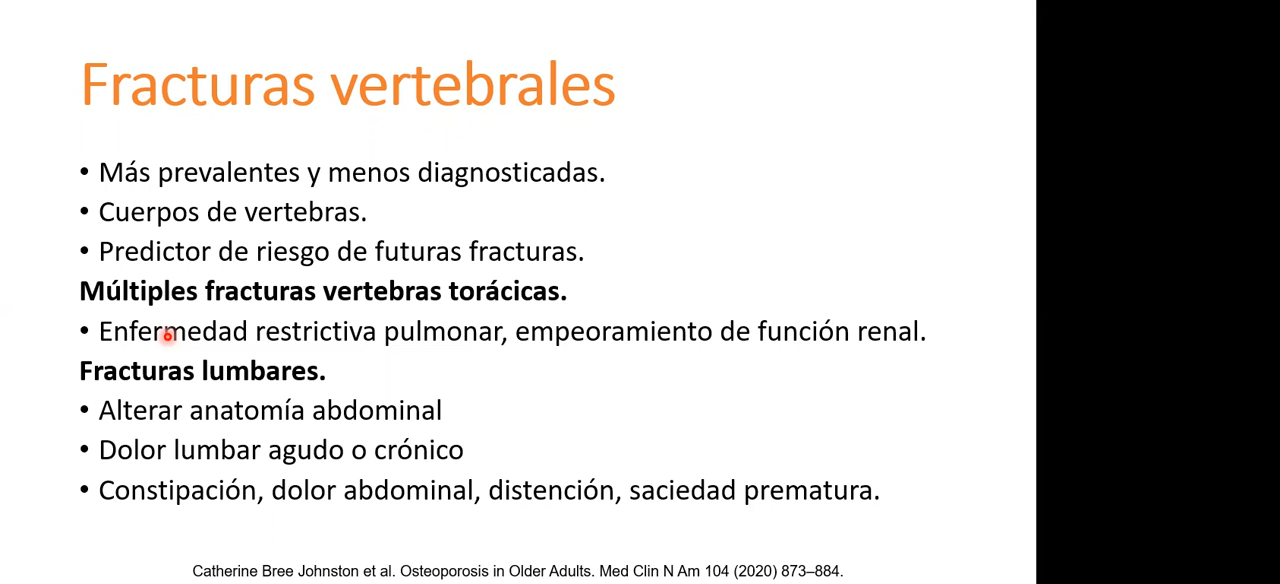 Fracturas vertebrales
• Más prevalentes y menos diagnosticadas.
• Cuerpos de vertebras.
• Predictor de riesgo de futuras fracturas.
Múltiples fracturas vertebras torácicas.
• Enfermedad restrictiva pulmonar, empeoramiento de función renal.
Fracturas lumbares.
• Alterar anatomía abdominal
• Dolor lumbar agudo o crónico
• Constipación, dolor abdominal, distención, saciedad prematura.
Catherine Bree Johnston et al. Osteoporosis in Older Adults. Med Clin N Am 104 (2020) 873–884.